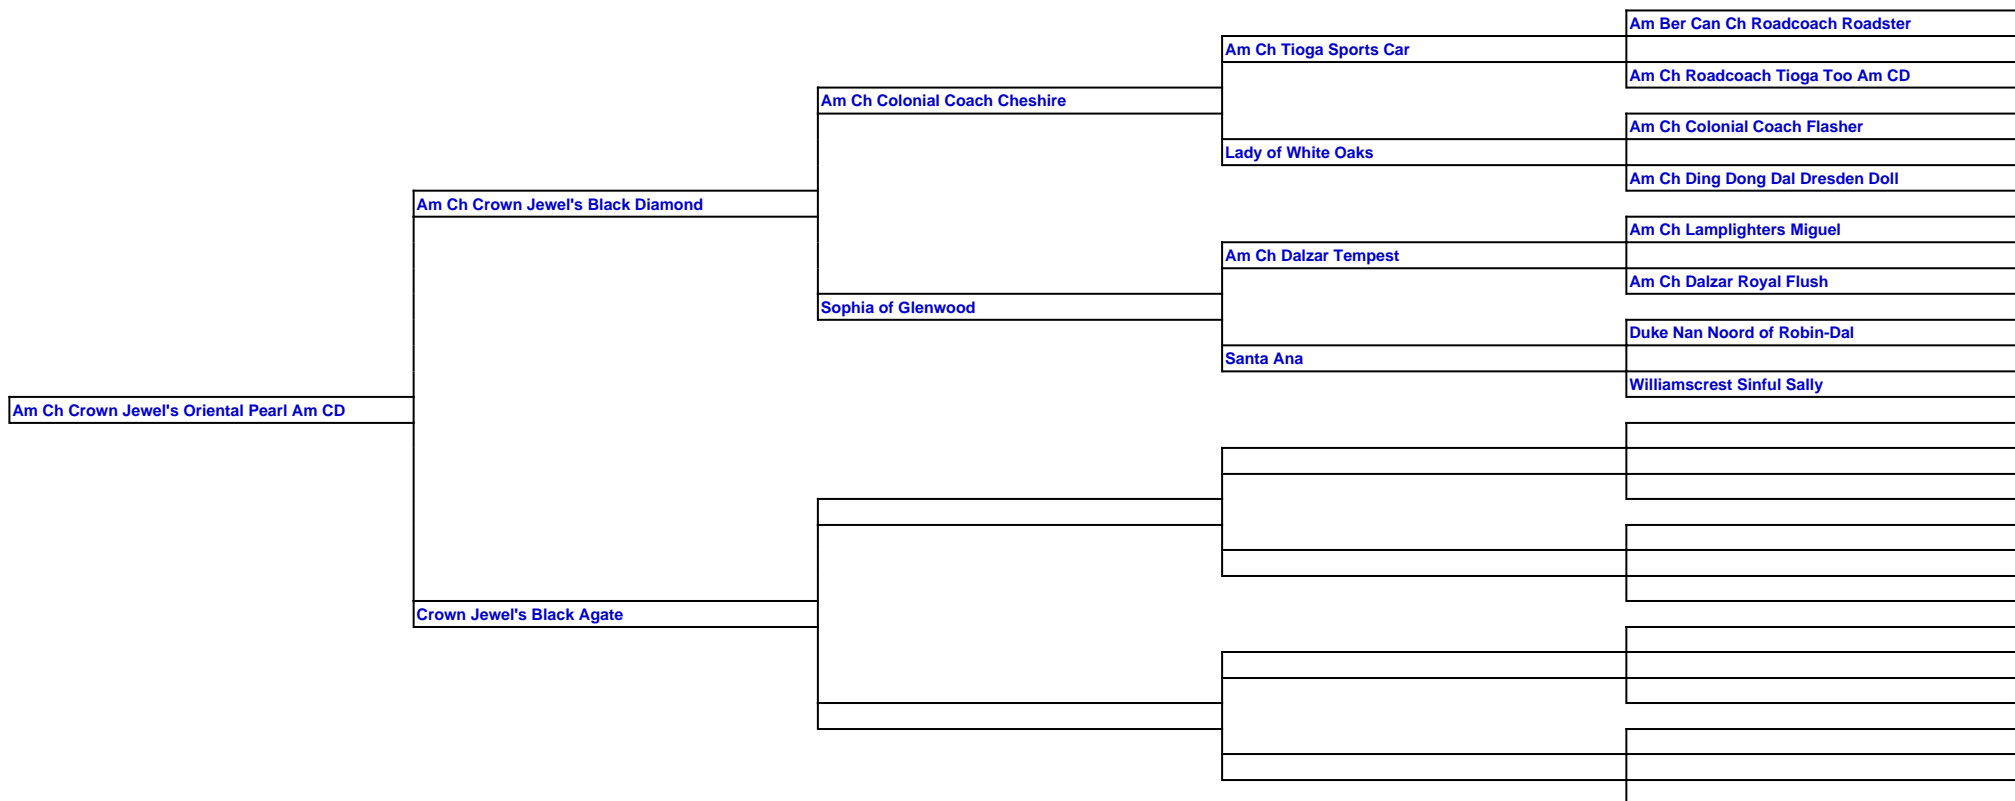 Am Ber Can Ch Roadcoach Roadster
Am Ch Tioga Sports Car
Am Ch Roadcoach Tioga Too Am CD
Am Ch Colonial Coach Cheshire
Am Ch Colonial Coach Flasher
Lady of White Oaks
Am Ch Ding Dong Dal Dresden Doll
Am Ch Crown Jewel's Black Diamond
Am Ch Lamplighters Miguel
Am Ch Dalzar Tempest
Am Ch Dalzar Royal Flush
Sophia of Glenwood
Duke Nan Noord of Robin-Dal
Santa Ana
Williamscrest Sinful Sally
Am Ch Crown Jewel's Oriental Pearl Am CD
Crown Jewel's Black Agate